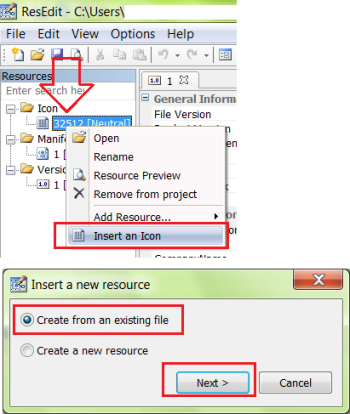 ResEdit - C:\Users\
File Edit View Options Help
Resources
1.0 1
Enter search he
General Informa
Icon
File Version
32512 [Neutral]
Manife
Open
1 [
Rename
Versio
Resource Preview
1.0 1 [
Remove from project
Add Resource...
Insert an Icon
Insert a new resource
Create from an existing file
Create a new resource
Next >
Cancel